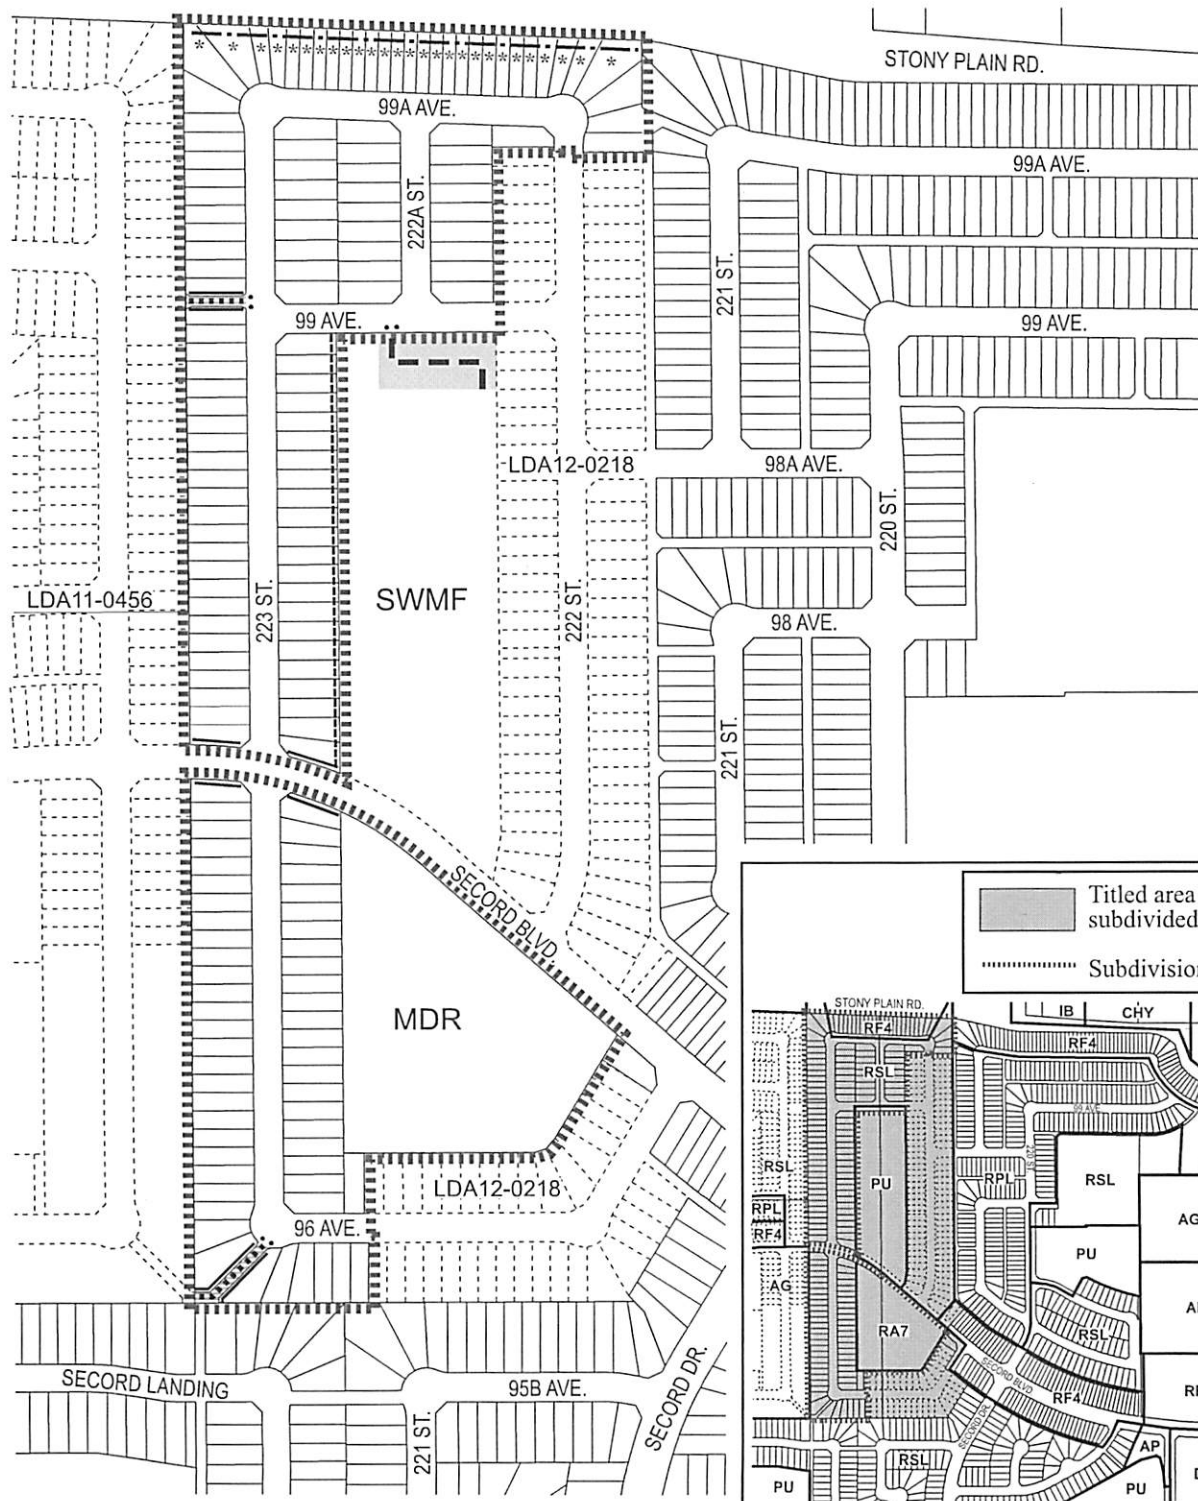 STONY PLAIN RD.
99A AVE.
99A AVE.
222A ST.
221 ST.
99 AVE.
99 AVE.
LDA12-0218
98A AVE.
220 ST.
LDA11-0456
223 ST.
SWMF
222 ST.
98 AVE.
221 ST.
SECORD BLVD.
MDR
LDA12-0218
96 AVE.
SECORD LANDING
95B AVE.
221 ST.
SECORD DR.
Titled area
subdivided
Subdivision
STONY PLAIN RD.
IB
CHY
RF4
RF4
RSL
99 AVE
220 ST
RSL
RPL
RSL
PU
RPL
RF4
AG
PU
AG
RSL
RA7
SECORD BLVD
RF4
SECORD DR.
RSL
AP
PU
PU